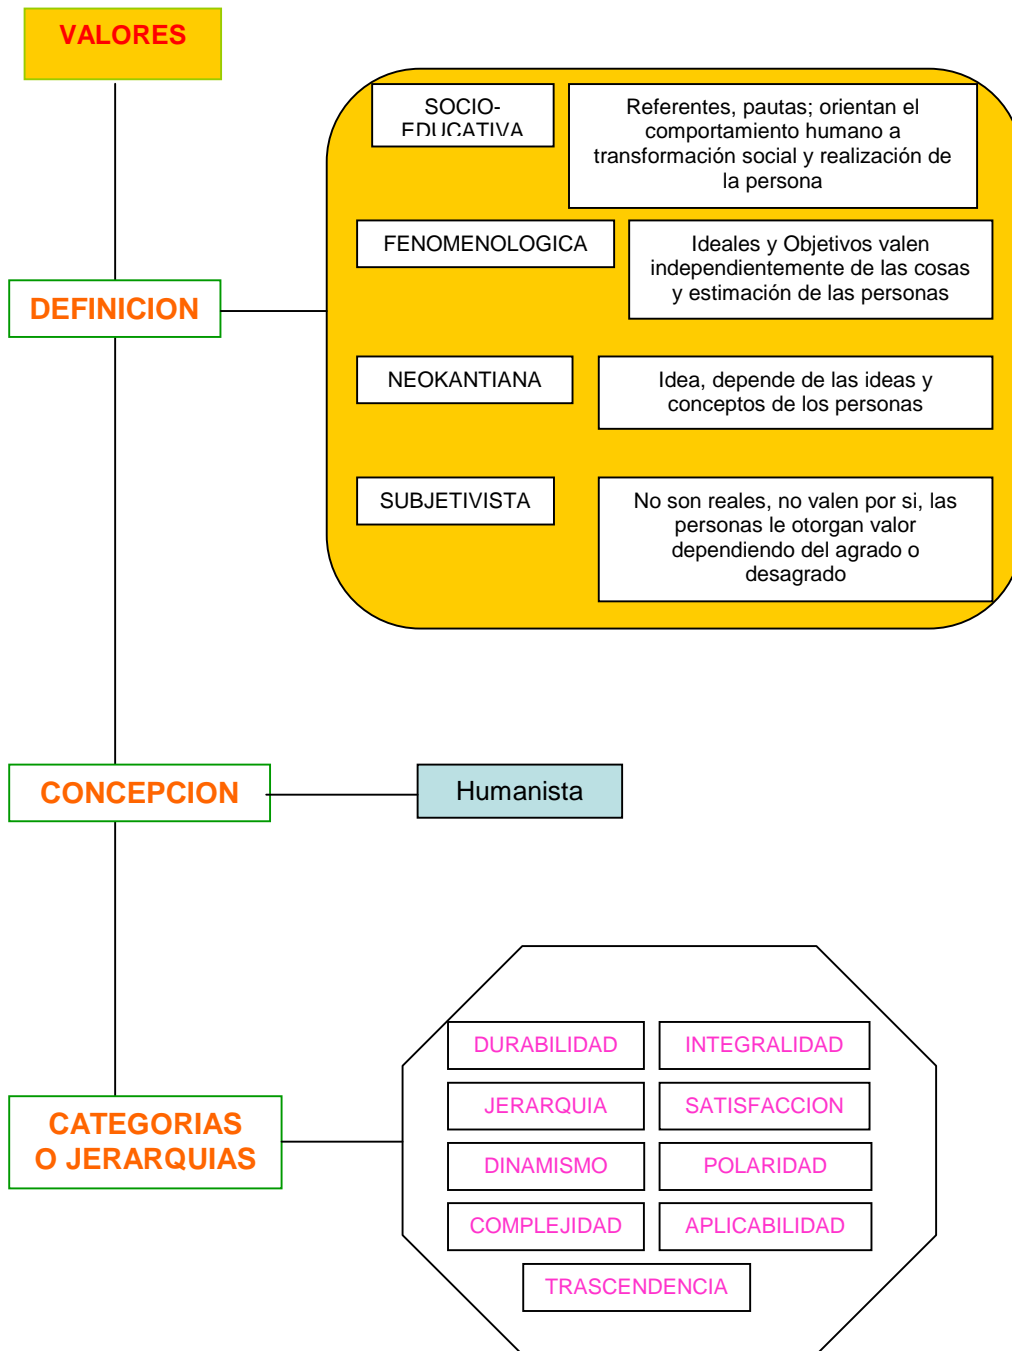 VALORES
SOCIO-
EDUCATIVA
Referentes, pautas; orientan el
comportamiento humano a
transformación social y realización de
la persona
FENOMENOLOGICA
Ideales y Objetivos valen
independientemente de las cosas
y estimación de las personas
DEFINICION
NEOKANTIANA
Idea, depende de las ideas y
conceptos de los personas
SUBJETIVISTA
No son reales, no valen por si, las
personas le otorgan valor
dependiendo del agrado o
desagrado
CONCEPCION
Humanista
CATEGORIAS
O JERARQUIAS
DURABILIDAD
INTEGRALIDAD
JERARQUIA
SATISFACCION
DINAMISMO
POLARIDAD
COMPLEJIDAD
APLICABILIDAD
TRASCENDENCIA